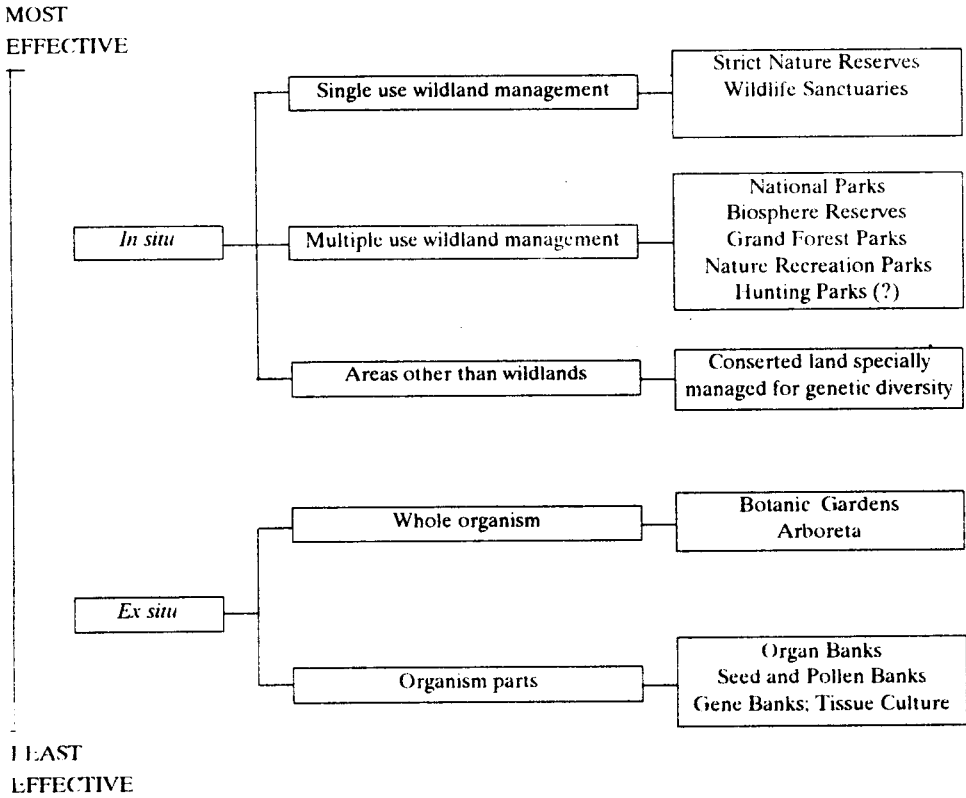 MOST
EFFECTIVE
Single use wildland management
Strict Nature Reserves
Wildlife Sanctuaries
In situ
Multiple use wildland management
National Parks
Biosphere Reserves
Grand Forest Parks
Nature Recreation Parks
Hunting Parks (?)
Areas other than wildlands
Conserted land specially
managed for genetic diversity
Ex situ
Whole organism
Botanic Gardens
Arboreta
Organism parts
Organ Banks
Seed and Pollen Banks
Gene Banks; Tissue Culture
LEAST
EFFECTIVE